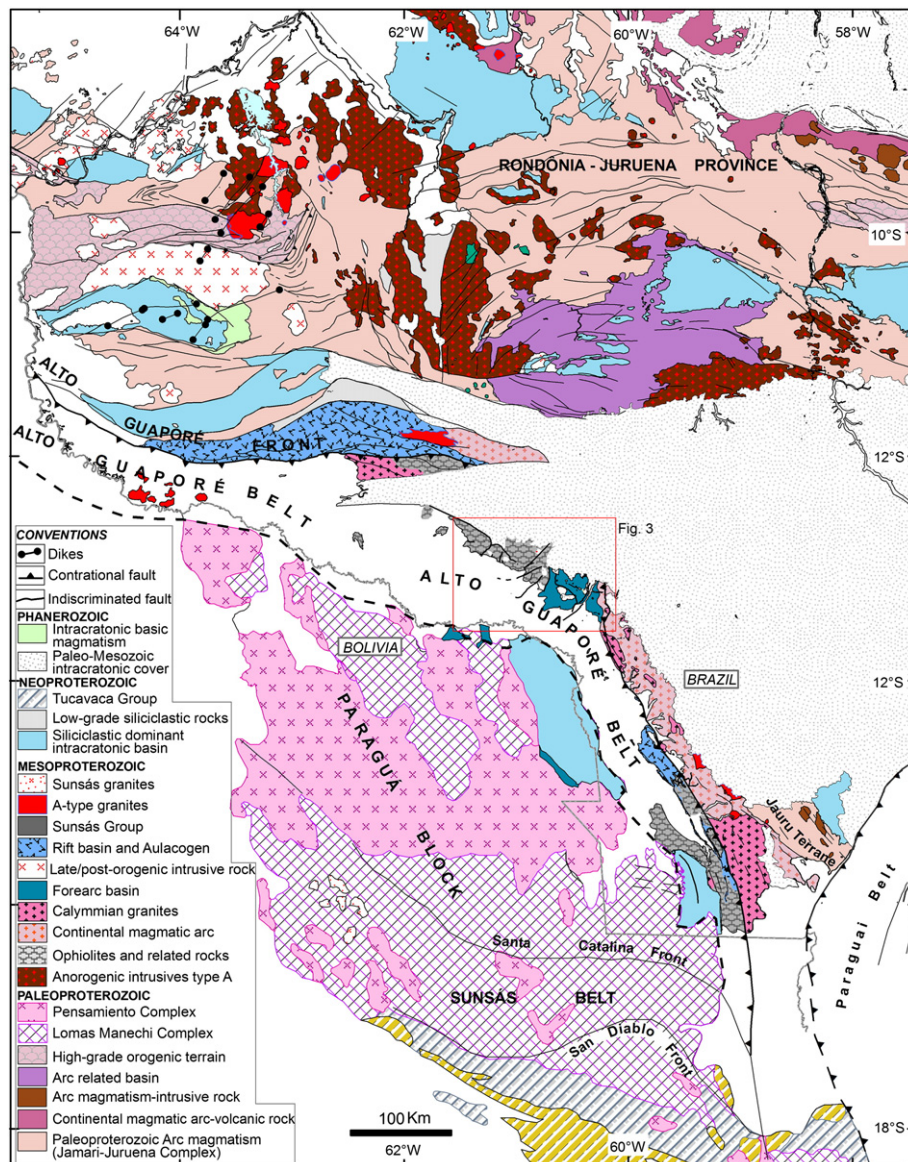 64°W
62°W
60°W
58°W
RONDÔNIA - JURUENA PROVINCE
10°S
ALTO GUAPORÉ FRONT
12°S
ALTO GUAPORÉ BELT
Fig. 3
ALTO GUAPORÉ BELT
BOLIVIA
BRAZIL
12°S
PARAGUÁ BLOCK
Jauru Terrane
Paraguai Belt
Santa Catalina Front
SUNSÁS BELT
San Diablo Front
CONVENTIONS
Dikes
Contrational fault
Indiscriminated fault
PHANEROZOIC
Intracratonic basic
magmatism
Paleo-Mesozoic
intracratonic cover
NEOPROTEROZOIC
Tucavaca Group
Low-grade siliciclastic rocks
Siliciclastic dominant
intracratonic basin
MESOPROTEROZOIC
Sunsás granites
A-type granites
Sunsás Group
Rift basin and Aulacogen
Late/post-orogenic intrusive rock
Forearc basin
Calymmian granites
Continental magmatic arc
Ophiolites and related rocks
Anorogenic intrusives type A
PALEOPROTEROZOIC
Pensamiento Complex
Lomas Manechi Complex
High-grade orogenic terrain
Arc related basin
Arc magmatism-intrusive rock
Continental magmatic arc-volcanic rock
Paleoproterozoic Arc magmatism
(Jamari-Juruena Complex)
100 Km
62°W
60°W
18°S